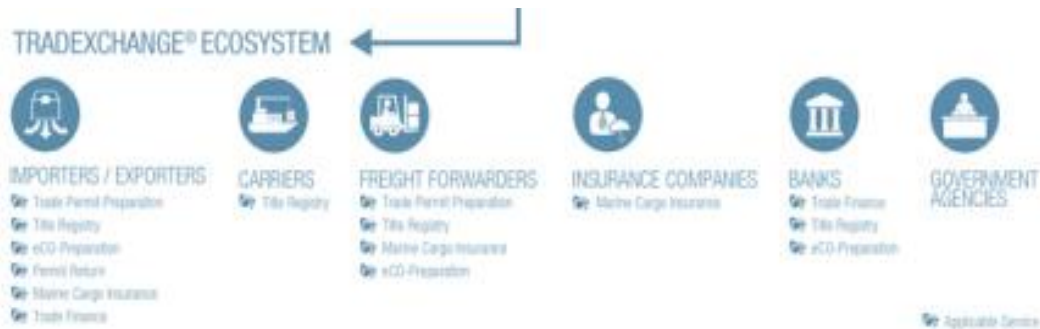 TRADEXCHANGE® ECOSYSTEM
IMPORTERS / EXPORTERS
Trade Permit Preparation
Title Registry
eCO-Preparation
Permit Return
Marine Cargo Insurance
Trade Finance
CARRIERS
Title Registry
FREIGHT FORWARDERS
Trade Permit Preparation
Title Registry
Marine Cargo Insurance
eCO-Preparation
INSURANCE COMPANIES
Marine Cargo Insurance
BANKS
Trade Finance
Title Registry
eCO-Preparation
GOVERNMENT
AGENCIES
Applicable Service